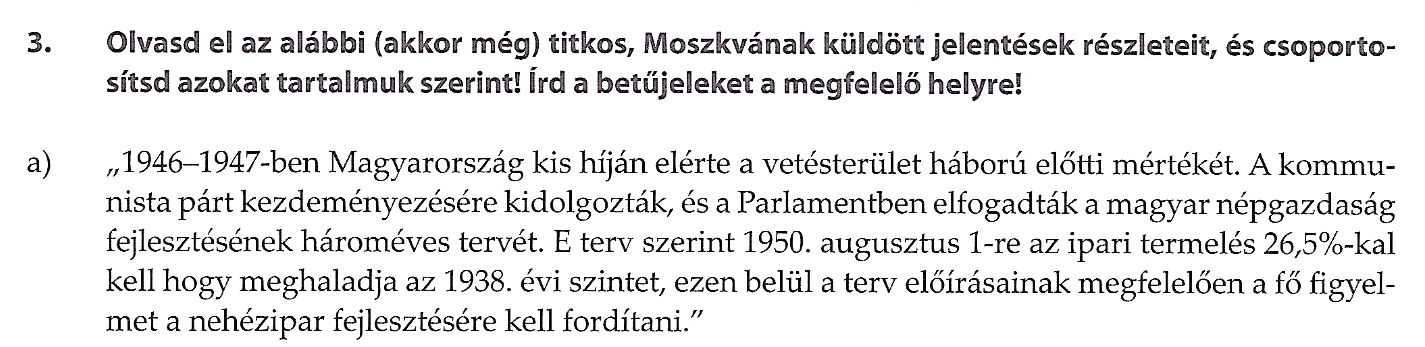 3. Olvasd el az alábbi (akkor még) titkos, Moszkvának küldött jelentések részleteit, és csoporto-
sítsd azokat tartalmuk szerint! Írd a betűjeleket a megfelelő helyre!
a) „1946–1947-ben Magyarország kis híján elérte a vetésterület háború előtti mértékét. A kommu-
nista párt kezdeményezésére kidolgozták, és a Parlamentben elfogadták a magyar népgazdaság
fejlesztésének hároméves tervét. E terv szerint 1950. augusztus 1-re az ipari termelés 26,5%-kal
kell hogy meghaladja az 1938. évi szintet, ezen belül a terv előírásainak megfelelően a fő figyel-
met a nehézipar fejlesztésére kell fordítani.”